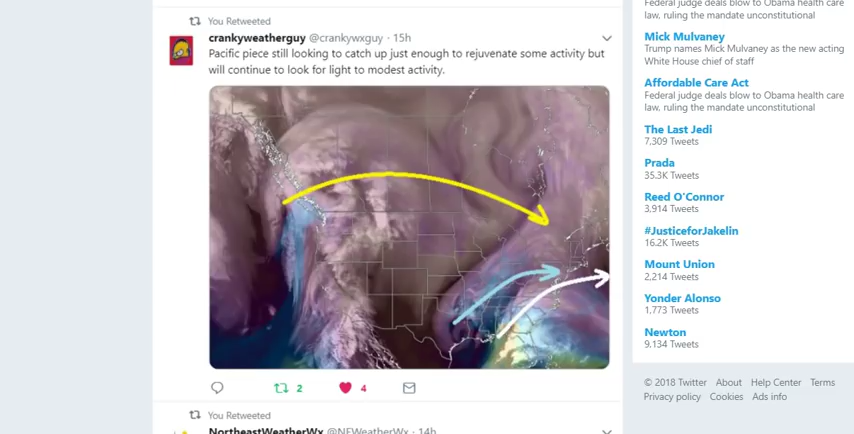 You Retweeted
crankyweatherguy @crankywxguy · 15h
Pacific piece still looking to catch up just enough to rejuvenate some activity but
will continue to look for light to modest activity.
2 4
You Retweeted
NortheastWeatherWx @NEWeatherWx · 14h
Federal judge deals blow to Obama health care
law, ruling the mandate unconstitutional
Mick Mulvaney
Trump names Mick Mulvaney as the new acting
White House chief of staff
Affordable Care Act
Federal judge deals blow to Obama health care
law, ruling the mandate unconstitutional
The Last Jedi
7,309 Tweets
Prada
35.3K Tweets
Reed O'Connor
3,914 Tweets
#JusticeforJakelin
16.2K Tweets
Mount Union
2,214 Tweets
Yonder Alonso
1,773 Tweets
Newton
9,134 Tweets
© 2018 Twitter About Help Center Terms
Privacy policy Cookies Ads info